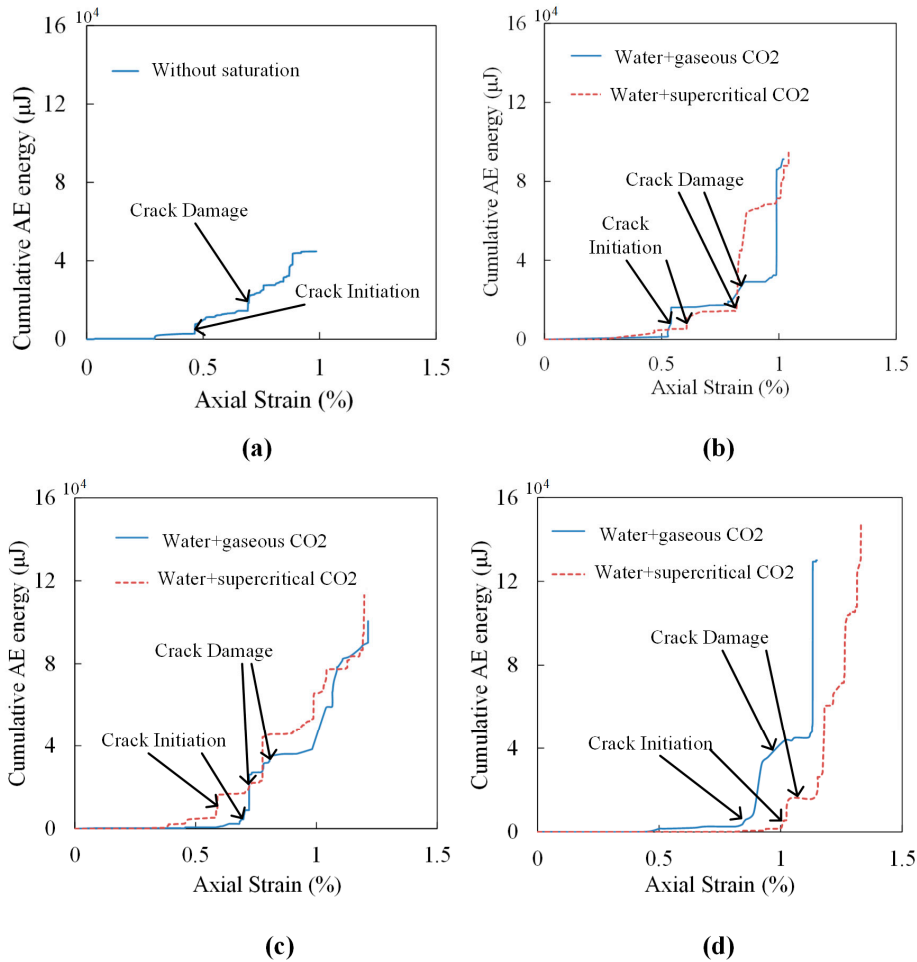 16 10^4
Without saturation
12
8
4
0
Cumulative AE energy (µJ)
Crack Damage
Crack Initiation
0
0.5
1
1.5
Axial Strain (%)
(a)
16 10^4
Water+gaseous CO2
Water+supercritical CO2
12
8
4
0
Cumulative AE energy (µJ)
Crack Damage
Crack
Initiation
0
0.5
1
1.5
Axial Strain (%)
(b)
16 10^4
Water+gaseous CO2
Water+supercritical CO2
12
8
4
0
Cumulative AE energy (µJ)
Crack Damage
Crack Initiation
0
0.5
1
1.5
Axial Strain (%)
(c)
16 10^4
Water+gaseous CO2
Water+supercritical CO2
12
8
4
0
Cumulative AE energy (µJ)
Crack Damage
Crack Initiation
0
0.5
1
1.5
Axial Strain (%)
(d)